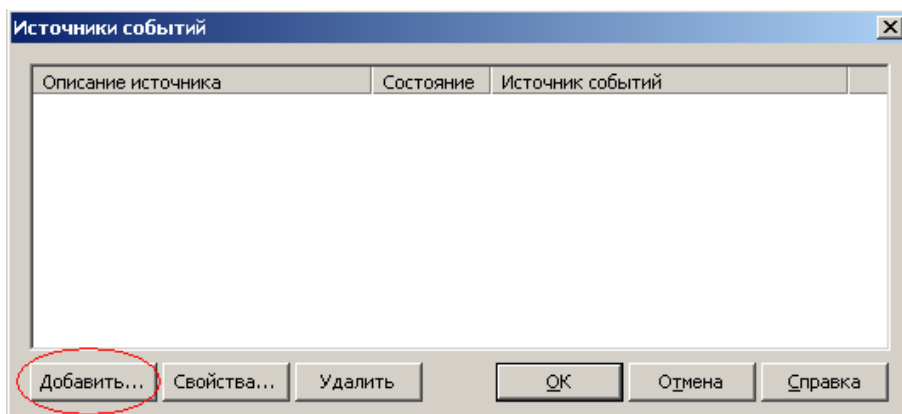 Источники событий
Описание источника Состояние Источник событий
Добавить... Свойства... Удалить ОК Отмена Справка